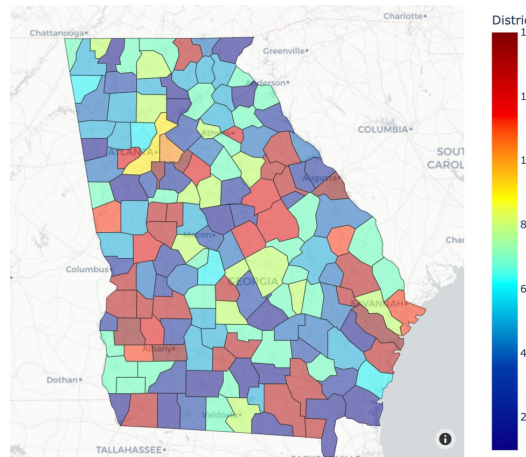 Charlotte
Chattanooga
Greenville
Anderson
COLUMBIA
Athens
ATLANTA
SOUT
CAROL
Augusta
Macon
Columbus
GEORGIA
SAVANNAH
Albany
Dothan
Valdosta
TALLAHASSEE
Distric
1
1
1
8
6
4
2